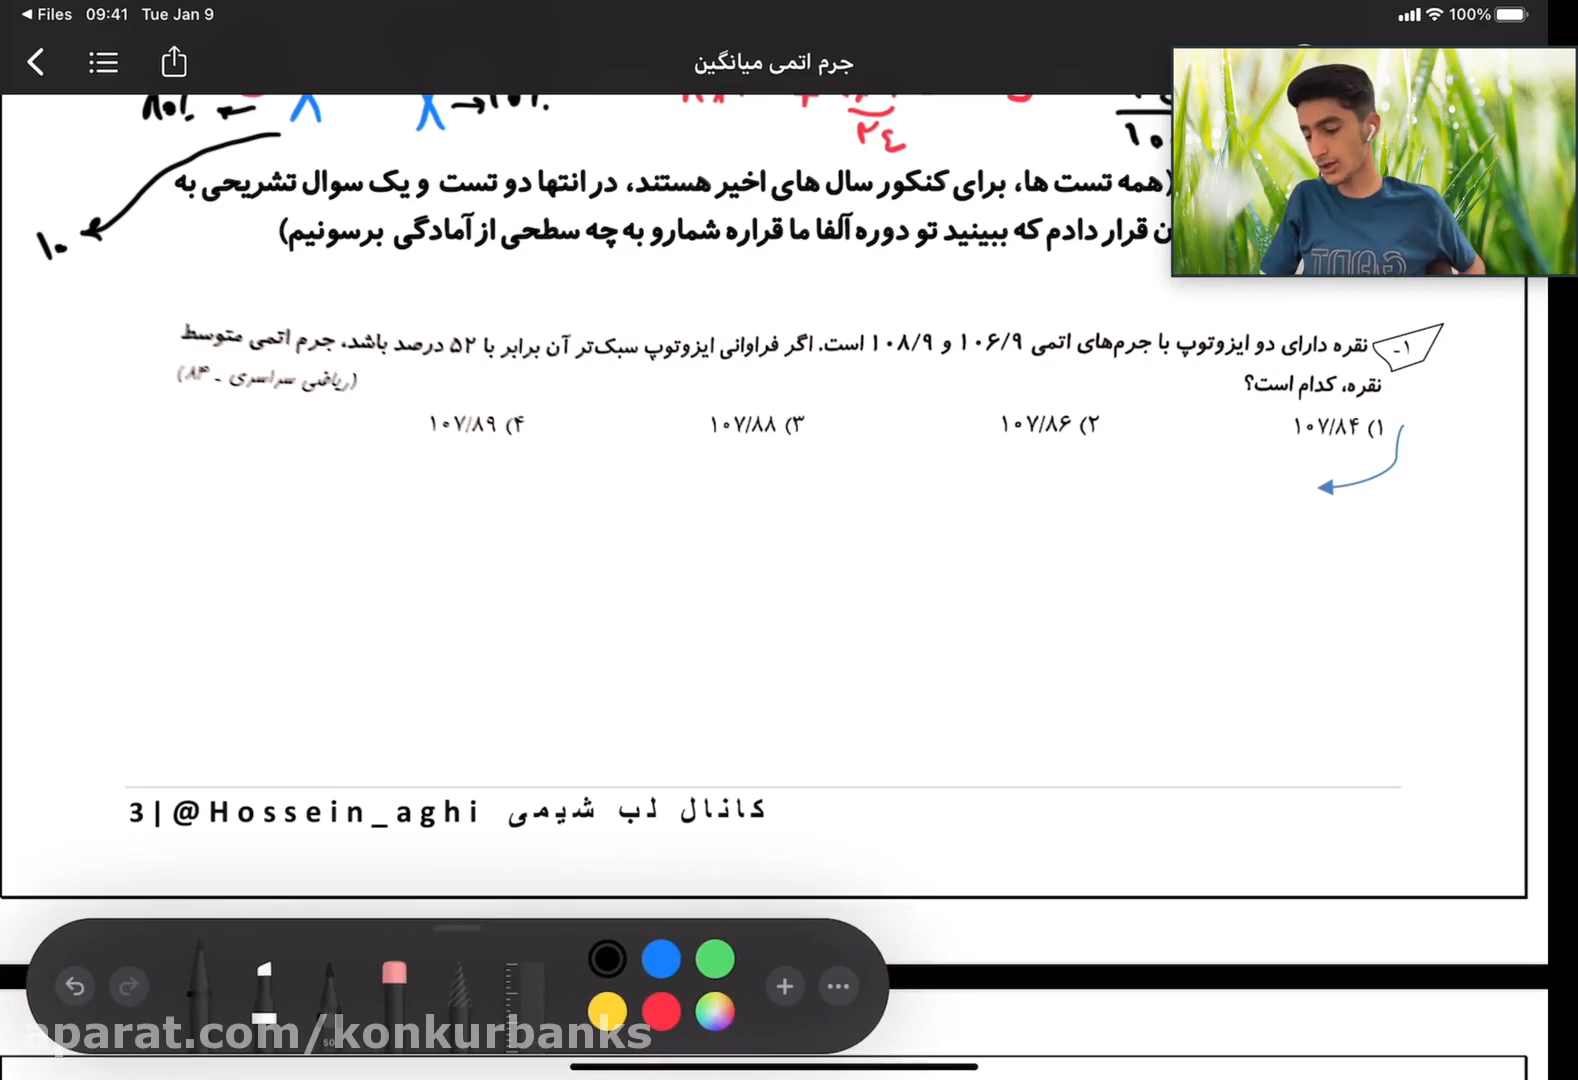 Files 09:41 Tue Jan 9 100%
جرم اتمی میانگین
(همه تست ها، برای کنکور سال های اخیر هستند، در انتها دو تست و یک سوال تشریحی به
قرار دادم که ببینید تو دوره آلفا ما قراره شمارو به چه سطحی از آمادگی برسونیم)
۱۰
۲۴
۱- نقره دارای دو ایزوتوپ با جرم‌های اتمی ۱۰۶/۹ و ۱۰۸/۹ است. اگر فراوانی ایزوتوپ سبک‌تر آن برابر با ۵۲ درصد باشد، جرم اتمی متوسط
نقره، کدام است؟ (ریاضی سراسری ـ ۸۴)
۱) ۱۰۷/۸۴ ۲) ۱۰۷/۸۶ ۳) ۱۰۷/۸۸ ۴) ۱۰۷/۸۹
3|@Hossein_aghi کانال لب شیمی
50
aparat.com/konkurbanks